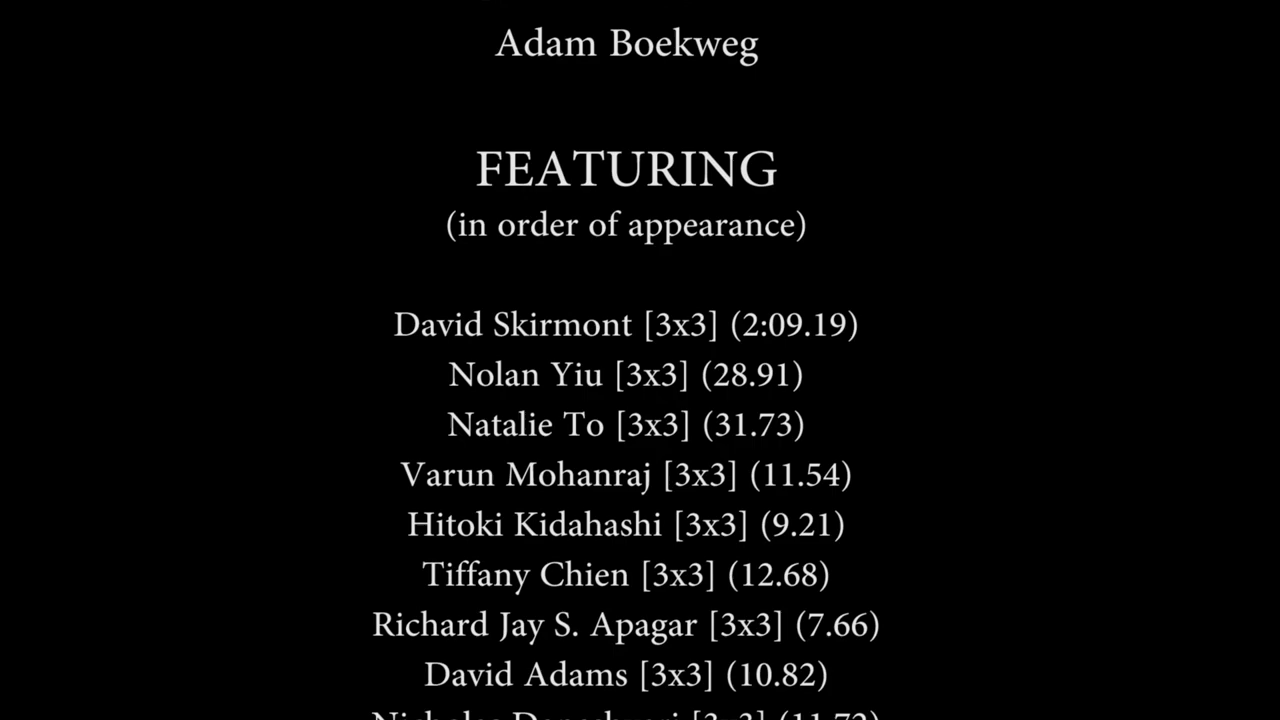 Adam Boekweg
FEATURING
(in order of appearance)
David Skirmont [3x3] (2:09.19)
Nolan Yiu [3x3] (28.91)
Natalie To [3x3] (31.73)
Varun Mohanraj [3x3] (11.54)
Hitoki Kidahashi [3x3] (9.21)
Tiffany Chien [3x3] (12.68)
Richard Jay S. Apagar [3x3] (7.66)
David Adams [3x3] (10.82)